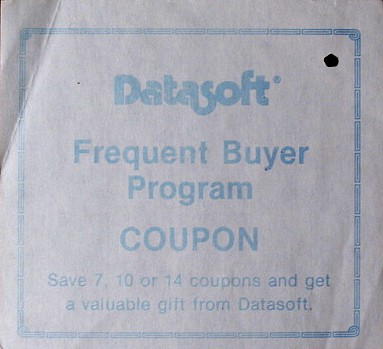 Datasoft®
Frequent Buyer
Program
COUPON
Save 7, 10 or 14 coupons and get
a valuable gift from Datasoft.